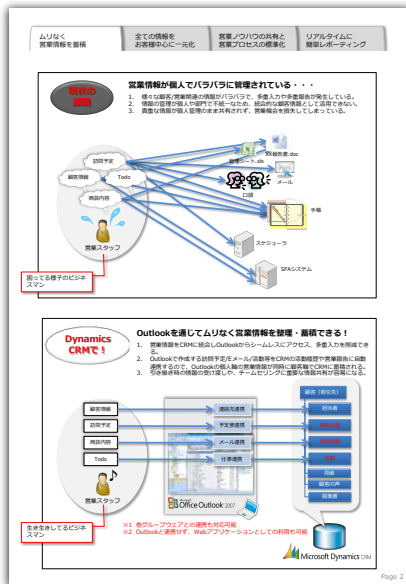 ムリなく
営業情報を蓄積
全ての情報を
お客様中心に一元化
営業ノウハウの共有と
営業プロセスの標準化
リアルタイムに
簡単レポーティング
現状の
課題
営業情報が個人でバラバラに管理されている・・・
1. 様々な顧客/営業関連の情報がバラバラで、多重入力や多重報告が発生している。
2. 情報の管理が個人や部門で不統一なため、統合的な顧客情報として活用できない。
3. 貴重な情報が個人管理のまま共有されず、営業機会を損失してしまっている。
訪問予定
顧客情報
Todo
商談内容
営業スタッフ
管理シート.xls
XX報告書.doc
メール
口頭
手帳
スケジューラ
SFAシステム
困ってる様子のビジネ
スマン
Dynamics
CRMで！
Outlookを通じてムリなく営業情報を整理・蓄積できる！
1. 営業情報をCRMに統合しOutlookからシームレスにアクセス、多重入力を削減でき
る。
2. Outlookで作成する訪問予定/Eメール/活動等をCRMの活動履歴や営業報告に自動
連携するので、Outlookの個人軸の営業情報が同時に顧客軸でCRMに蓄積される。
3. 引き継ぎ時の情報の受け渡しや、チームセリングに重要な情報共有が容易になる。
顧客（取引先）
顧客情報
連絡先連携
担当者
訪問予定
予定表連携
商談内容
メール連携
Todo
仕事連携
見積
顧客の声
提案書
営業スタッフ
Microsoft
Office Outlook 2007
生き生きしてるビジネ
スマン
※1 他グループウェアとの連携も対応可能
※2 Outlookと連携せず、Webアプリケーションとしての利用も可能
Microsoft Dynamics CRM
Page 2